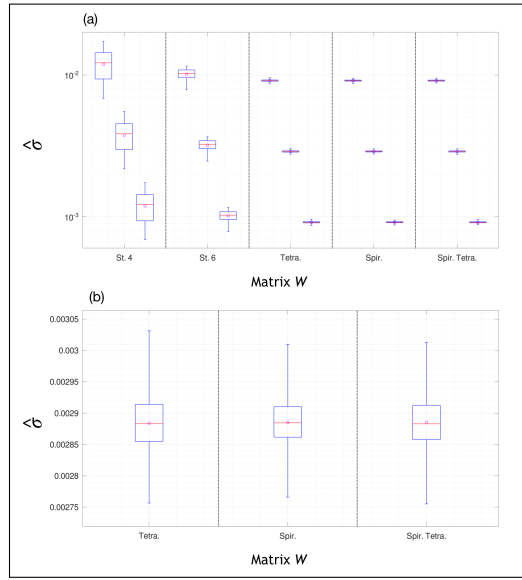 (a)
10⁻²
σ̂
10⁻³
St. 4 St. 6 Tetra. Spir. Spir. Tetra.
Matrix W
(b)
0.00305
0.003
0.00295
0.0029
σ̂
0.00285
0.0028
0.00275
Tetra. Spir. Spir. Tetra.
Matrix W